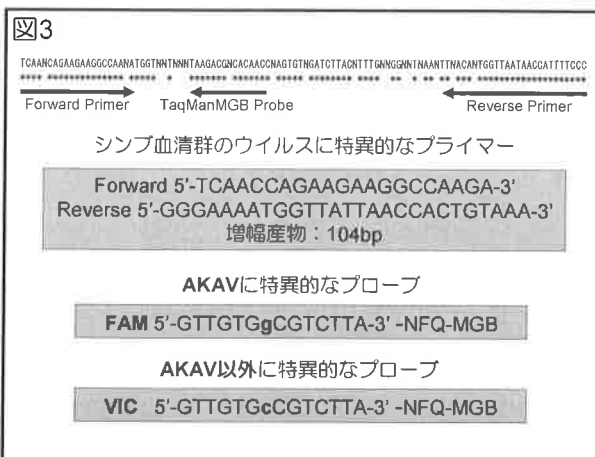 図3
TCAANCAGAAGAAGGCCAANATGGTNNTNNNTAAGACGNCACAACCNAGTGTNGATCTTACNTTTGNNGGNNTNAANTTNACANTGGTTAATAACCATTTTCCC
Forward Primer TaqManMGB Probe Reverse Primer
シンブ血清群のウイルスに特異的なプライマー
Forward 5'-TCAACCAGAAGAAGGCCAAGA-3'
Reverse 5'-GGGAAAATGGTTATTAACCACTGTAAA-3'
増幅産物：104bp
AKAVに特異的なプローブ
FAM 5'-GTTGTGgCGTCTTA-3' -NFQ-MGB
AKAV以外に特異的なプローブ
VIC 5'-GTTGTGcCGTCTTA-3' -NFQ-MGB